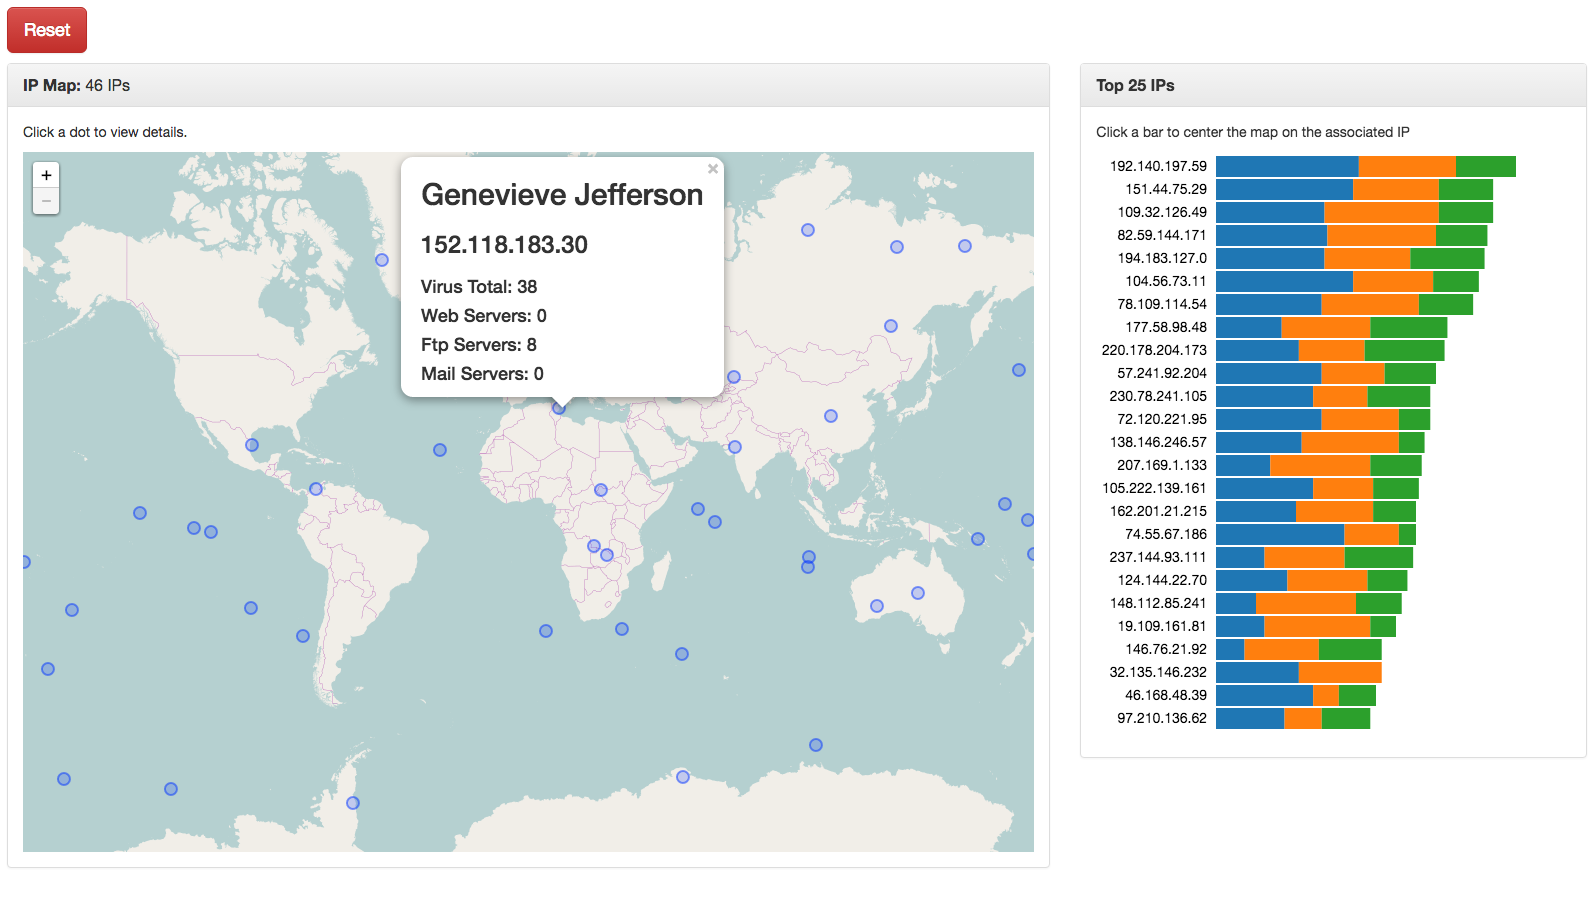 Reset
IP Map: 46 IPs
Click a dot to view details.
+
−
×
Genevieve Jefferson
152.118.183.30
Virus Total: 38
Web Servers: 0
Ftp Servers: 8
Mail Servers: 0
Top 25 IPs
Click a bar to center the map on the associated IP
192.140.197.59
151.44.75.29
109.32.126.49
82.59.144.171
194.183.127.0
104.56.73.11
78.109.114.54
177.58.98.48
220.178.204.173
57.241.92.204
230.78.241.105
72.120.221.95
138.146.246.57
207.169.1.133
105.222.139.161
162.201.21.215
74.55.67.186
237.144.93.111
124.144.22.70
148.112.85.241
19.109.161.81
146.76.21.92
32.135.146.232
46.168.48.39
97.210.136.62